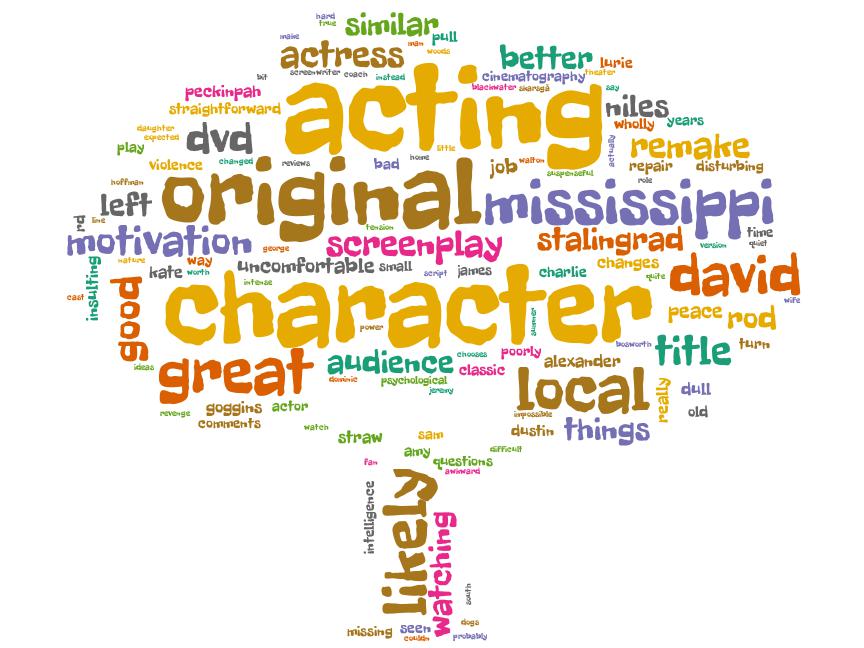 hard
true
similar
make
man
pull
actress
woods
better
lurie
screenwriter
coach
instead
cinematography
theater
bit
acting
peckinpah
blackwater
skarsgå
say
straightforward
niles
wholly
years
daughter
expected
dvd
play
little
actually
remake
violence
changed
reviews
bad
home
job
walton
suspenseful
repair
disturbing
original
hoffman
role
left
mississippi
rd
line
tension
time
motivation
george
screenplay
stalingrad
version
quiet
nature
way
kate
worth
uncomfortable
small
script
james
charlie
changes
quite
david
insulting
intense
cast
wife
good
character
power
summer
peace
rod
bosworth
title
turn
great
audience
chooses
poorly
classic
alexander
ideas
dominic
psychological
jeremy
local
really
dull
revenge
goggins
actor
impossible
old
comments
watch
straw
sam
dustin
things
amy
difficult
fan
questions
awkward
intelligence
likely
watching
south
missing
seen
couldn
dogs
probably